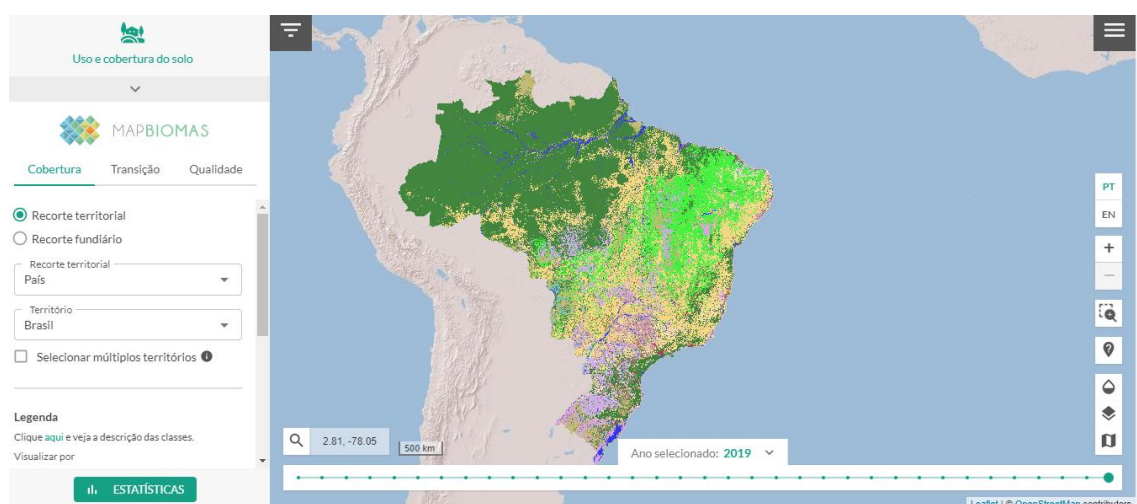 Uso e cobertura do solo
MAPBIOMAS
Cobertura Transição Qualidade
Recorte territorial
Recorte fundiário
Recorte territorial
País
Território
Brasil
Selecionar múltiplos territórios
Legenda
Clique aqui e veja a descrição das classes.
Visualizar por
ESTATÍSTICAS
2.81, -78.05
500 km
Ano selecionado: 2019
PT
EN
Leaflet | © OpenStreetMap contributors